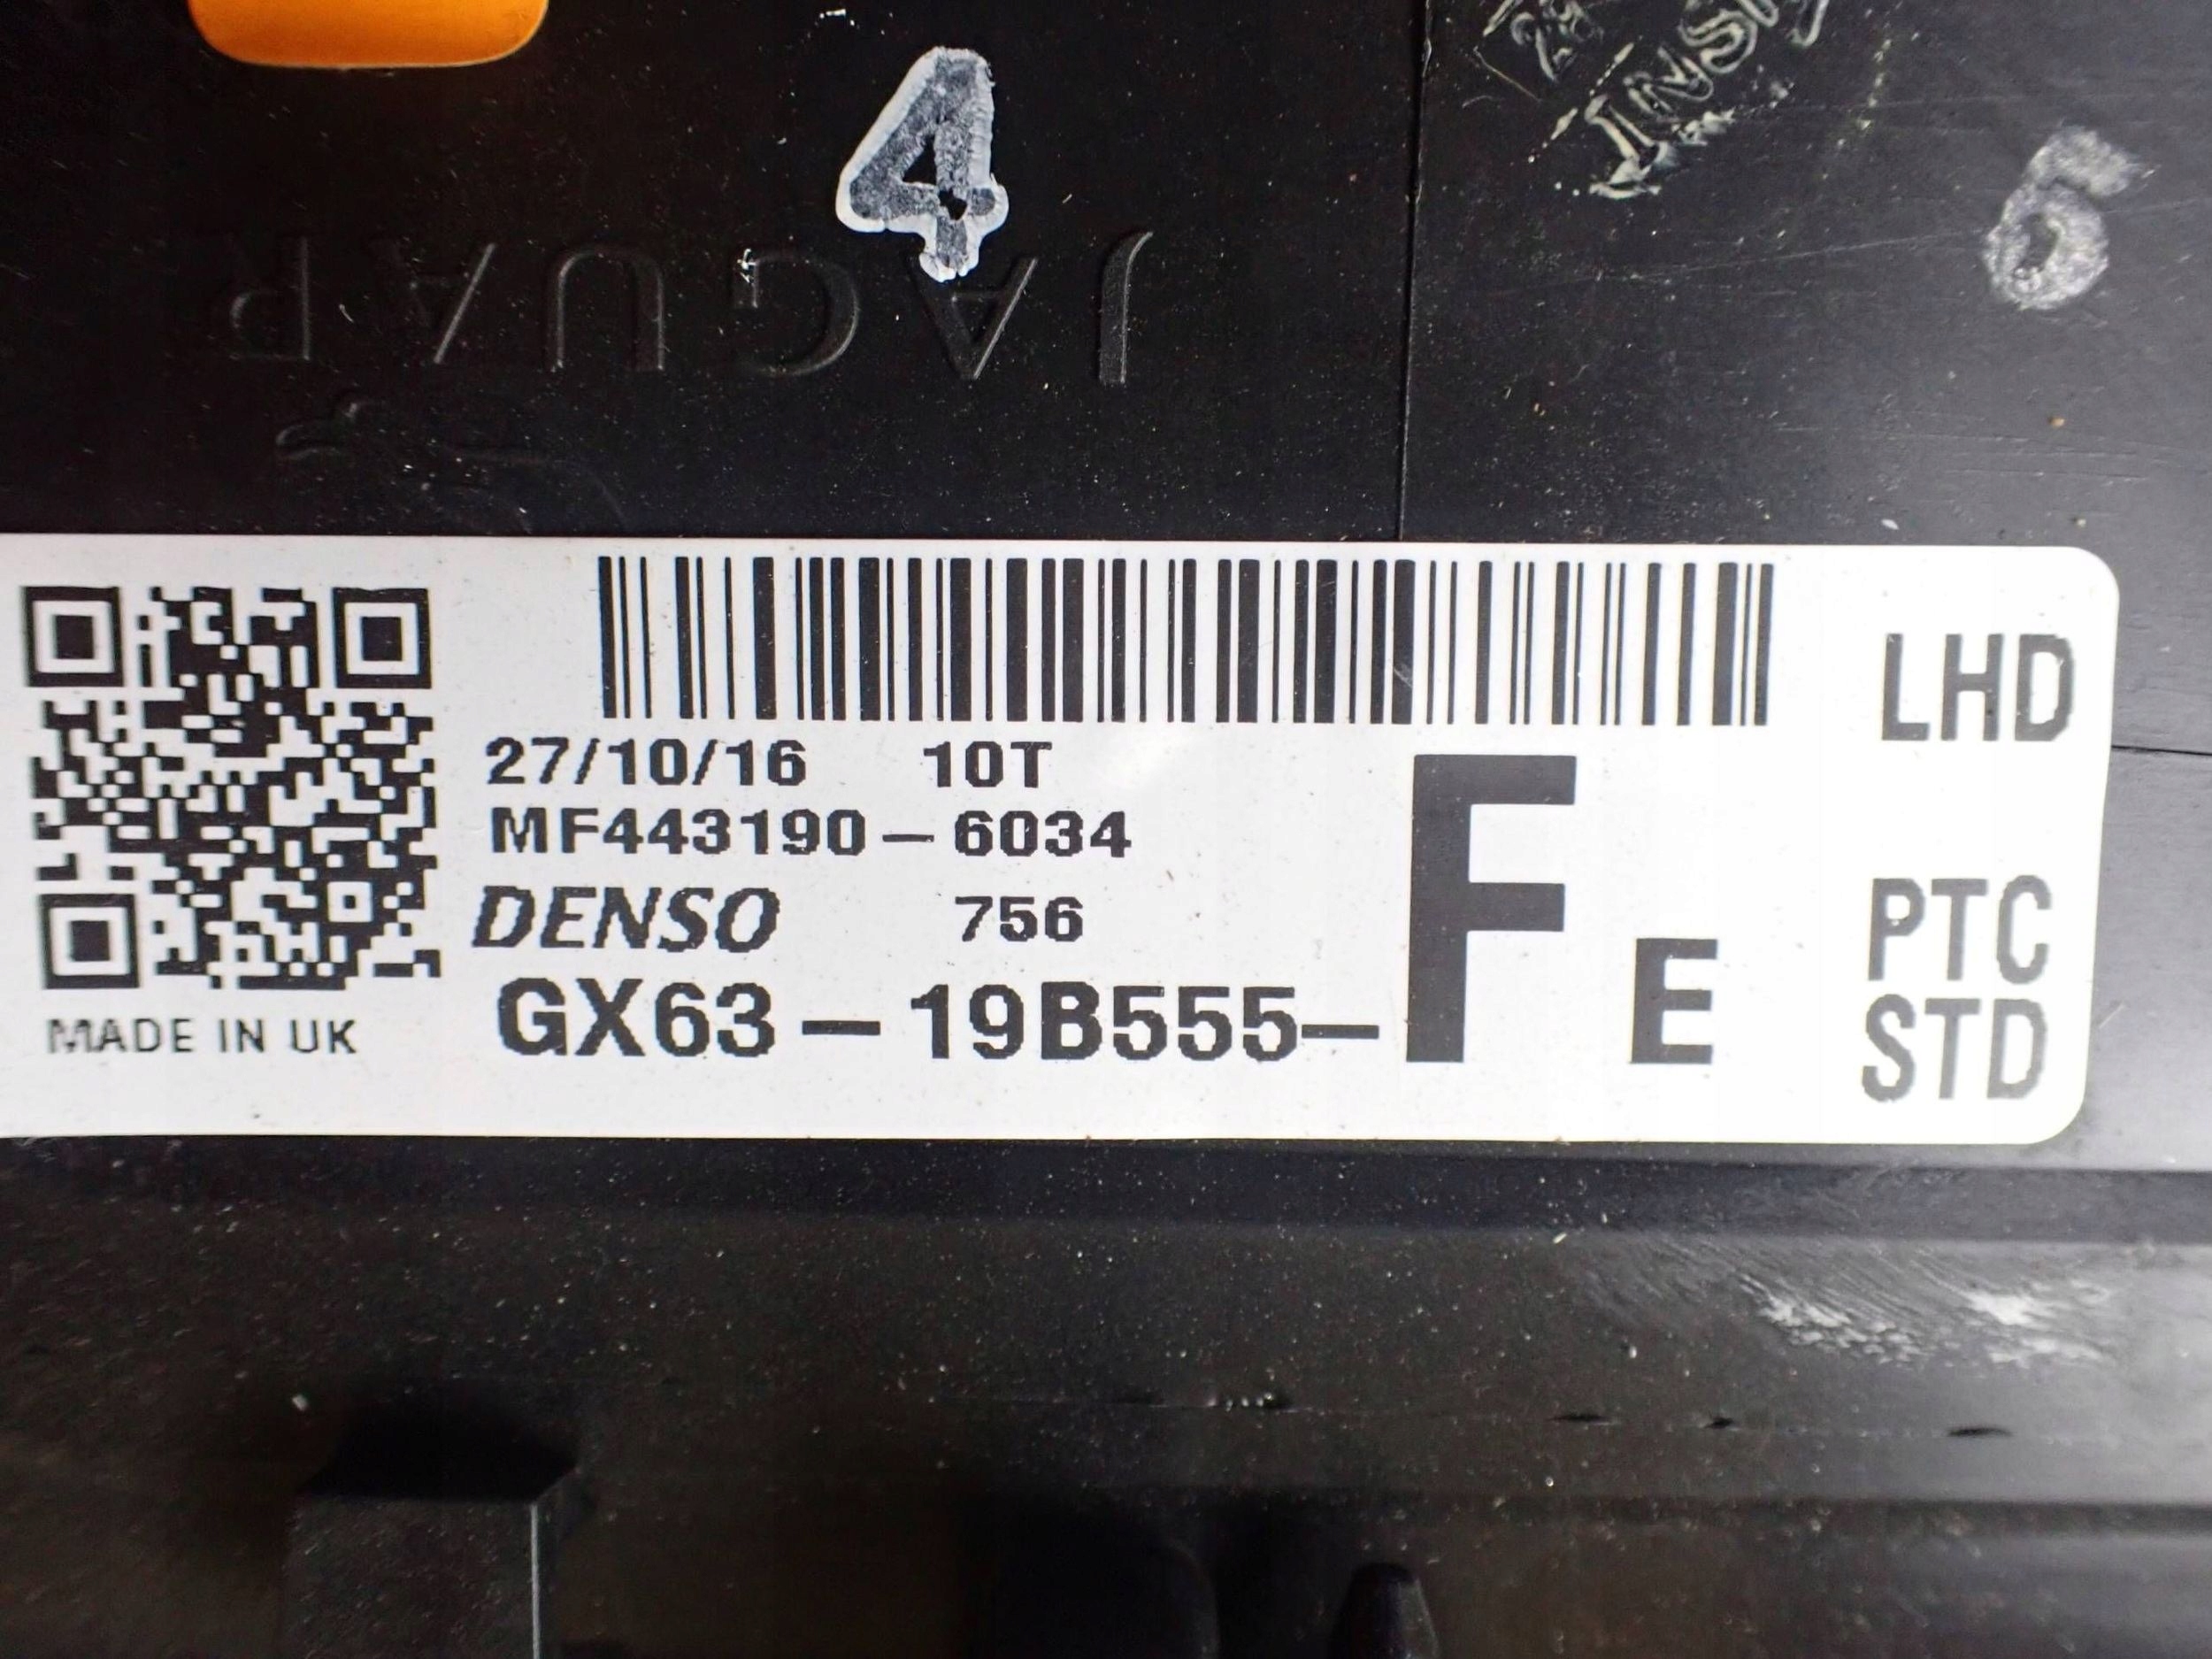 4
6
JAGUAR
LHD
27/10/16 10T
MF443190-6034
DENSO 756
PTC
GX63-19B555-F E
STD
MADE IN UK